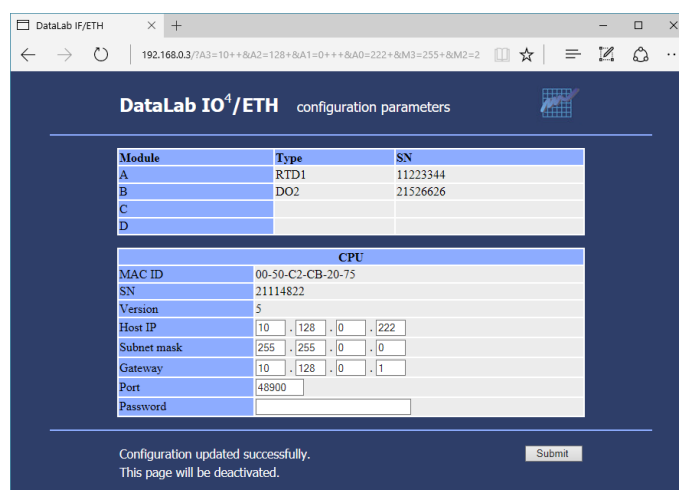 DataLab IF/ETH
192.168.0.3/?A3=10++&A2=128+&A1=0+++&A0=222+&M3=255+&M2=2
DataLab IO4/ETH configuration parameters
Module Type SN
A RTD1 11223344
B DO2 21526626
C
D
CPU
MAC ID 00-50-C2-CB-20-75
SN 21114822
Version 5
Host IP 10 . 128 . 0 . 222
Subnet mask 255 . 255 . 0 . 0
Gateway 10 . 128 . 0 . 1
Port 48900
Password
Configuration updated successfully. Submit
This page will be deactivated.